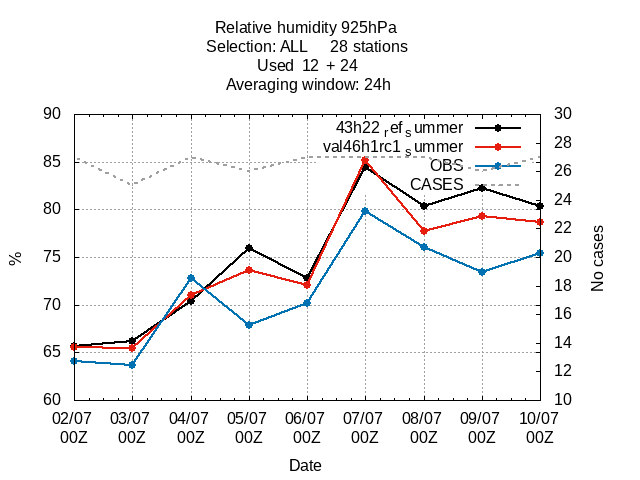 Relative humidity 925hPa
Selection: ALL 28 stations
Used 12 + 24
Averaging window: 24h
90 30
43h22 refs ummer
28
val46h1rc1 s ummer
85 OBS 26
CASES
24
80
22
75 20
18
70
16
65 14
12
60 10
02/07 03/07 04/07 05/07 06/07 07/07 08/07 09/07 10/07
00Z 00Z 00Z 00Z 00Z 00Z 00Z 00Z 00Z
Date
%
No cases